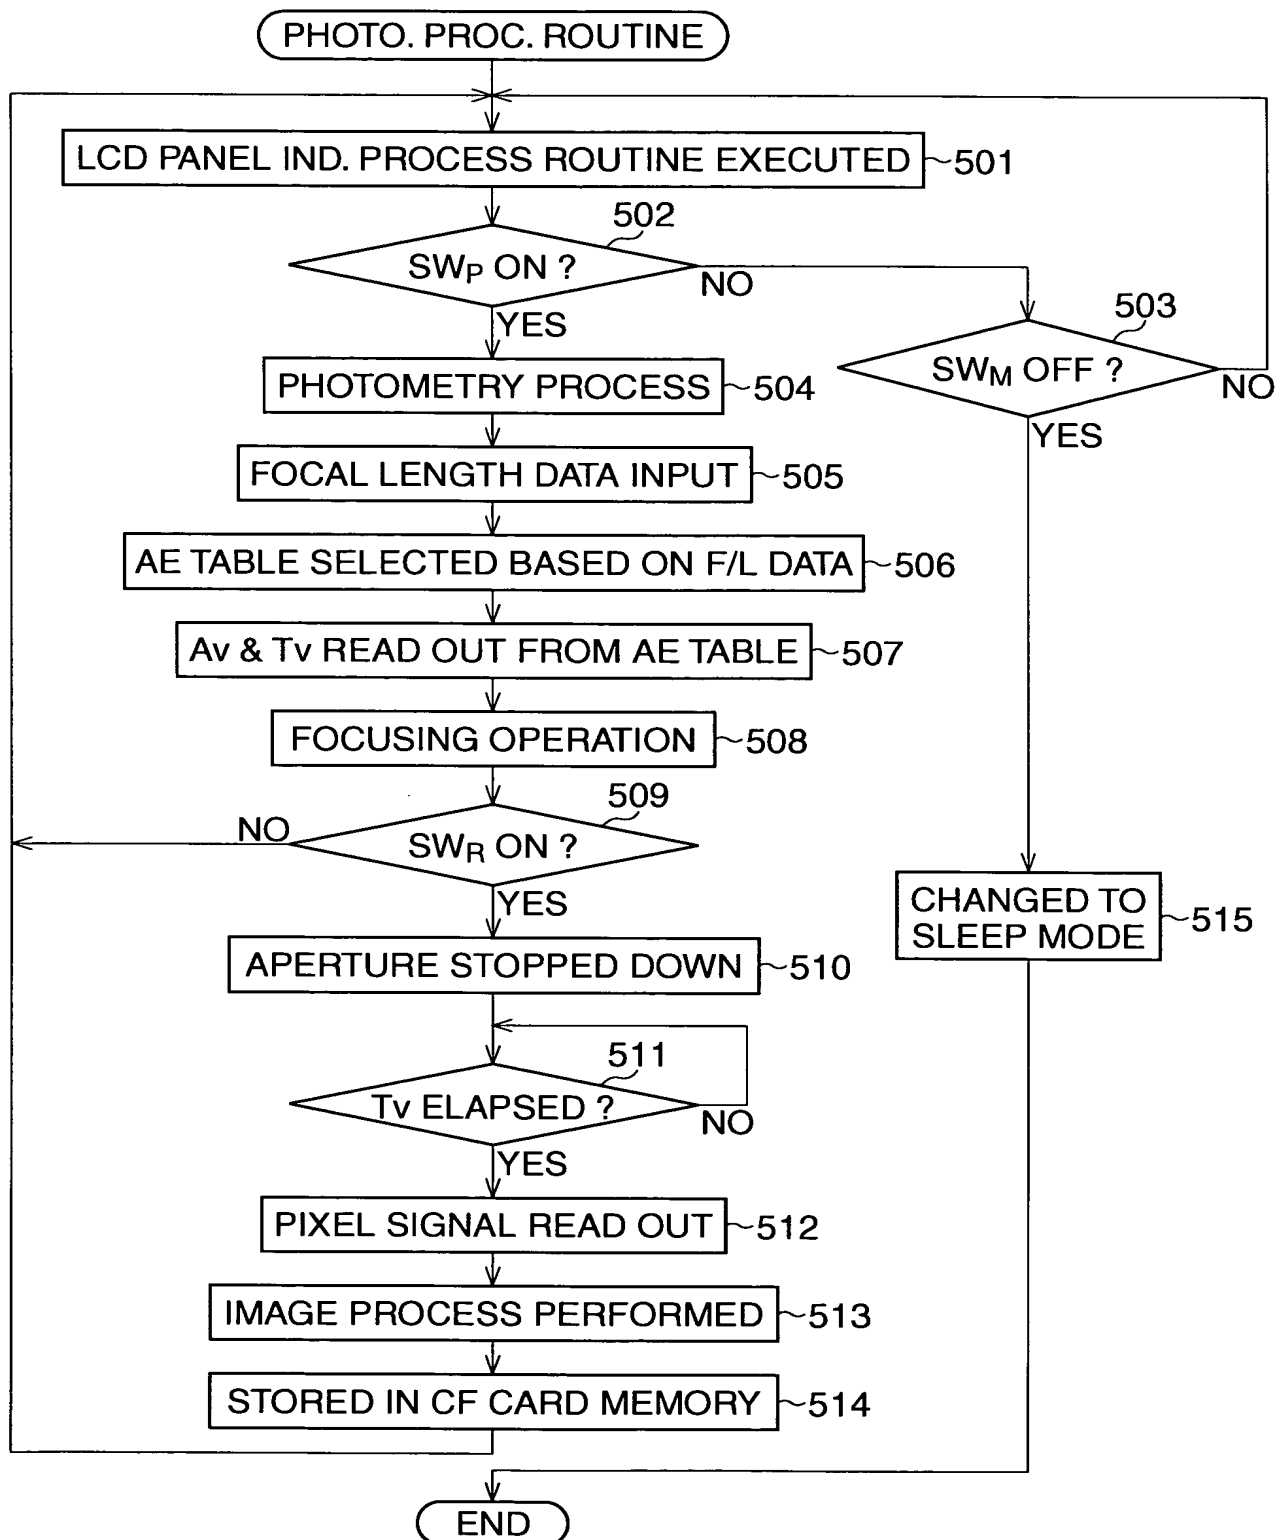 PHOTO. PROC. ROUTINE
LCD PANEL IND. PROCESS ROUTINE EXECUTED
501
502
SWP ON ?
NO
YES
503
SWM OFF ?
NO
YES
PHOTOMETRY PROCESS
504
FOCAL LENGTH DATA INPUT
505
AE TABLE SELECTED BASED ON F/L DATA
506
Av & Tv READ OUT FROM AE TABLE
507
FOCUSING OPERATION
508
509
SWR ON ?
NO
YES
CHANGED TO
SLEEP MODE
515
APERTURE STOPPED DOWN
510
511
Tv ELAPSED ?
NO
YES
PIXEL SIGNAL READ OUT
512
IMAGE PROCESS PERFORMED
513
STORED IN CF CARD MEMORY
514
END